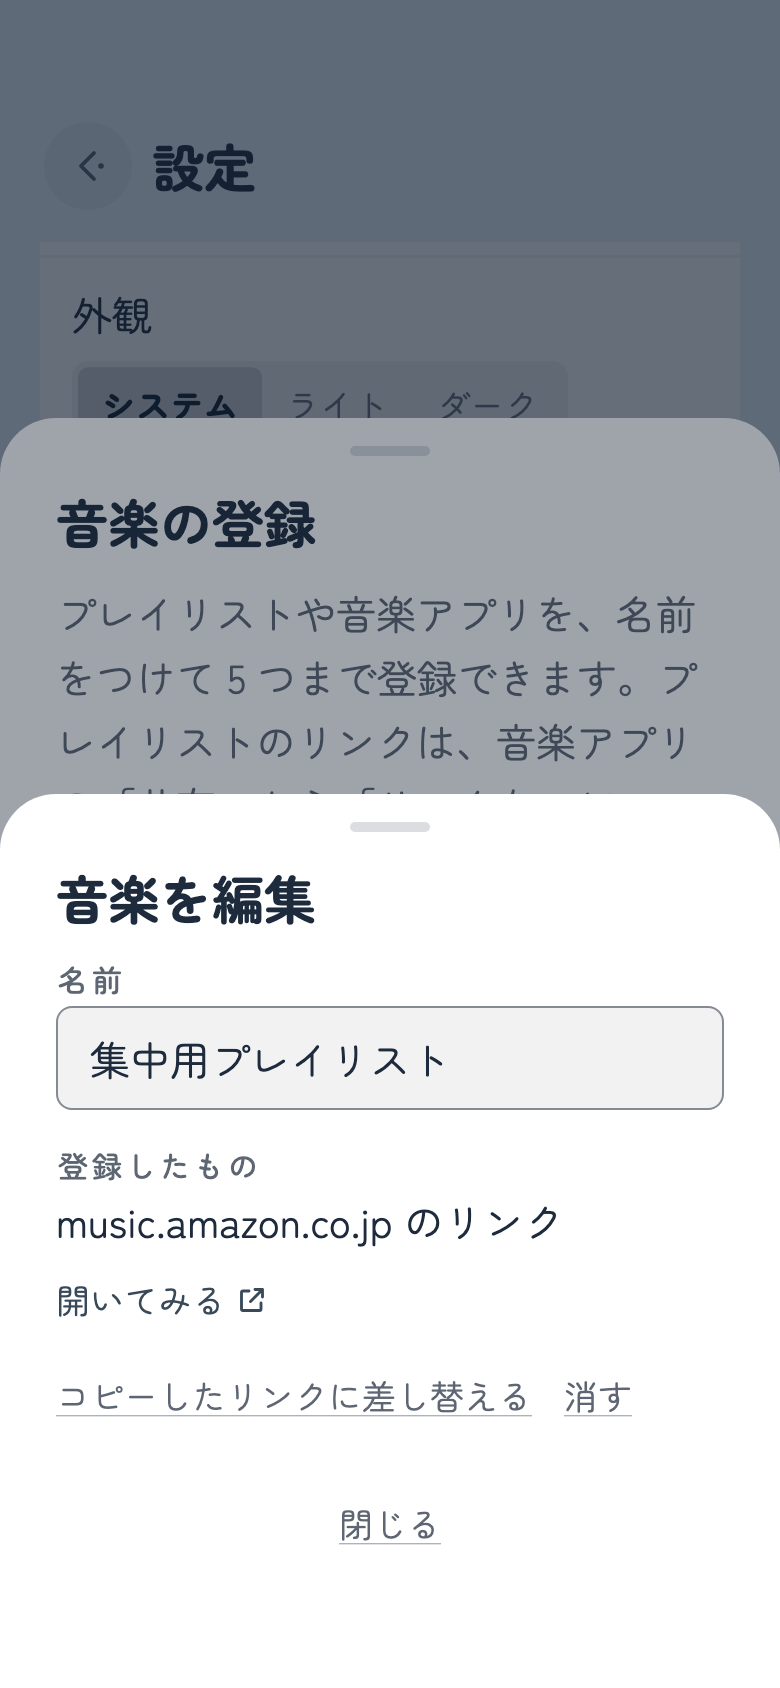 設定
外観
システム ライト ダーク
音楽の登録
プレイリストや音楽アプリを、名前
をつけて 5 つまで登録できます。プ
レイリストのリンクは、音楽アプリ
音楽を編集
名前
集中用プレイリスト
登録したもの
music.amazon.co.jp のリンク
開いてみる
コピーしたリンクに差し替える 消す
閉じる